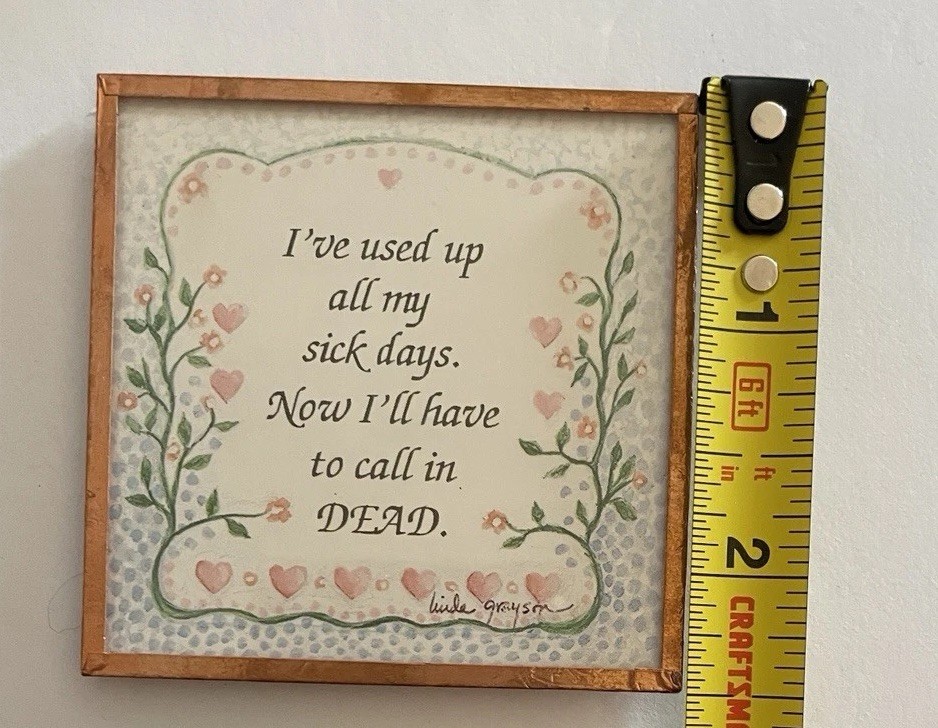 I've used up
all my
sick days.
Now I'll have
to call in
DEAD.
linda grayson
1
6 ft
in ft
2
CRAFTSM